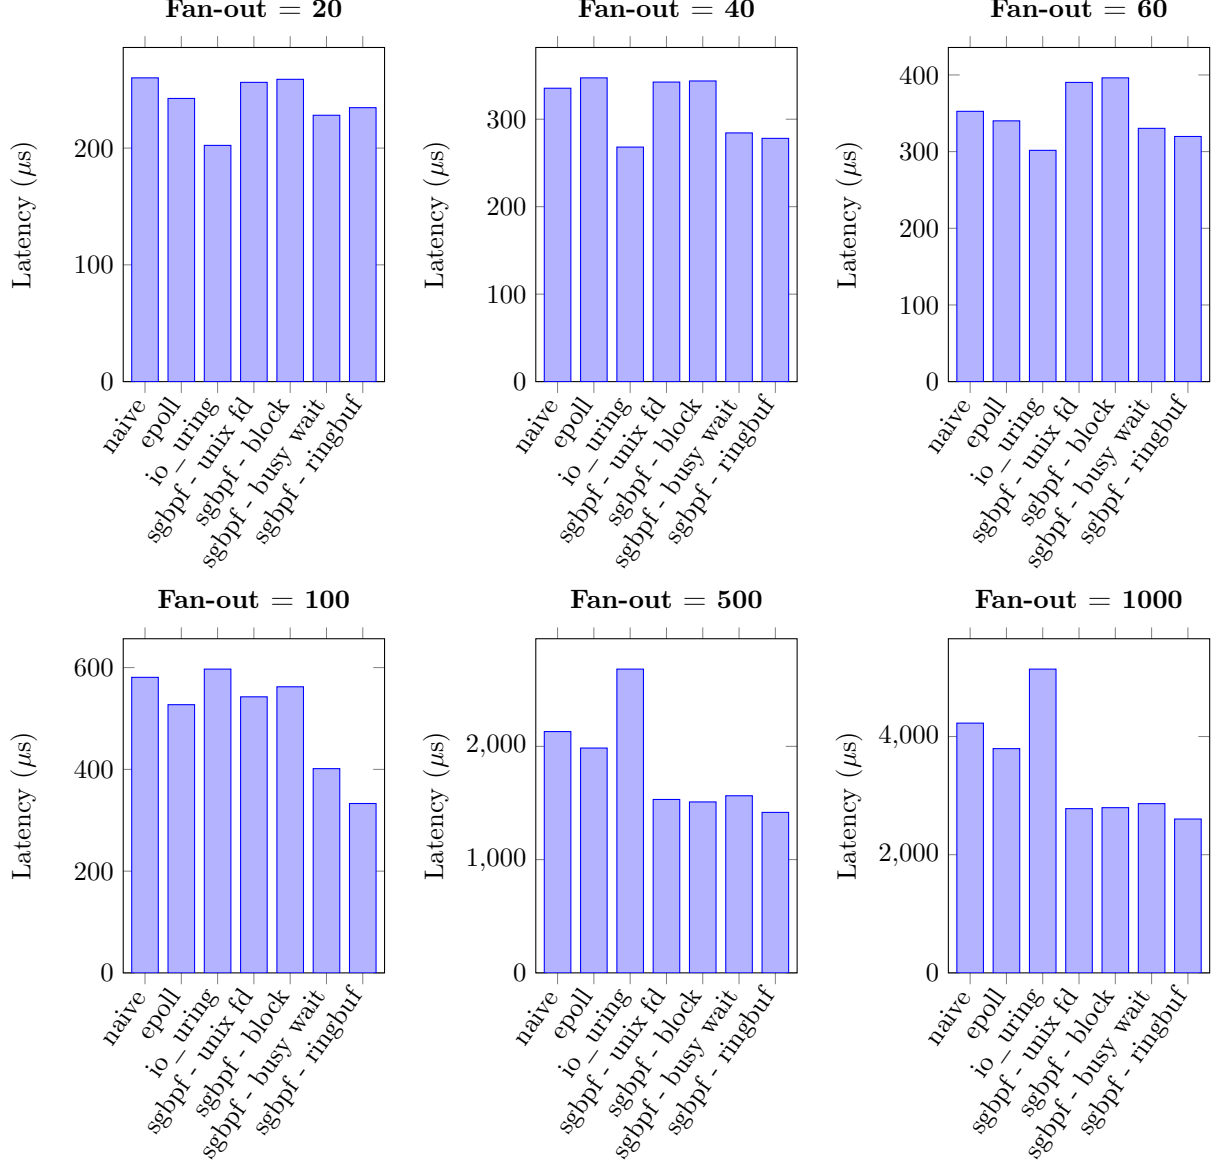 Fan-out = 20
Latency (μs)
200
100
0
naive
epoll
io_uring
sgbpf - unix fd
sgbpf - block
sgbpf - busy wait
sgbpf - ringbuf
Fan-out = 40
Latency (μs)
300
200
100
0
naive
epoll
io_uring
sgbpf - unix fd
sgbpf - block
sgbpf - busy wait
sgbpf - ringbuf
Fan-out = 60
Latency (μs)
400
300
200
100
0
naive
epoll
io_uring
sgbpf - unix fd
sgbpf - block
sgbpf - busy wait
sgbpf - ringbuf
Fan-out = 100
Latency (μs)
600
400
200
0
naive
epoll
io_uring
sgbpf - unix fd
sgbpf - block
sgbpf - busy wait
sgbpf - ringbuf
Fan-out = 500
Latency (μs)
2,000
1,000
0
naive
epoll
io_uring
sgbpf - unix fd
sgbpf - block
sgbpf - busy wait
sgbpf - ringbuf
Fan-out = 1000
Latency (μs)
4,000
2,000
0
naive
epoll
io_uring
sgbpf - unix fd
sgbpf - block
sgbpf - busy wait
sgbpf - ringbuf